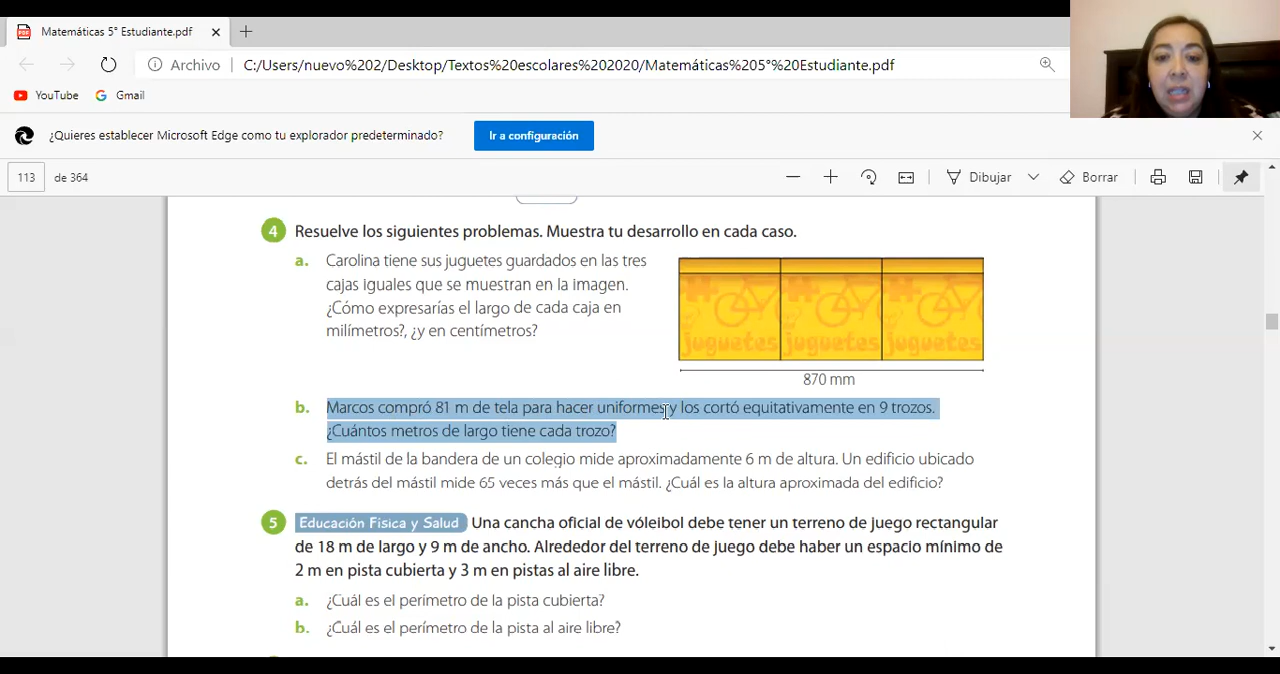 Matemáticas 5° Estudiante.pdf
Archivo
C:/Users/nuevo%202/Desktop/Textos%20escolares%202020/Matemáticas%205°%20Estudiante.pdf
YouTube
Gmail
¿Quieres establecer Microsoft Edge como tu explorador predeterminado?
Ir a configuración
113
de 364
Dibujar
Borrar
4 Resuelve los siguientes problemas. Muestra tu desarrollo en cada caso.
a. Carolina tiene sus juguetes guardados en las tres
cajas iguales que se muestran en la imagen.
¿Cómo expresarías el largo de cada caja en
milímetros?, ¿y en centímetros?
juguetes juguetes juguetes
870 mm
b. Marcos compró 81 m de tela para hacer uniformes y los cortó equitativamente en 9 trozos.
¿Cuántos metros de largo tiene cada trozo?
c. El mástil de la bandera de un colegio mide aproximadamente 6 m de altura. Un edificio ubicado
detrás del mástil mide 65 veces más que el mástil. ¿Cuál es la altura aproximada del edificio?
5 Educación Física y Salud Una cancha oficial de vóleibol debe tener un terreno de juego rectangular
de 18 m de largo y 9 m de ancho. Alrededor del terreno de juego debe haber un espacio mínimo de
2 m en pista cubierta y 3 m en pistas al aire libre.
a. ¿Cuál es el perímetro de la pista cubierta?
b. ¿Cuál es el perímetro de la pista al aire libre?